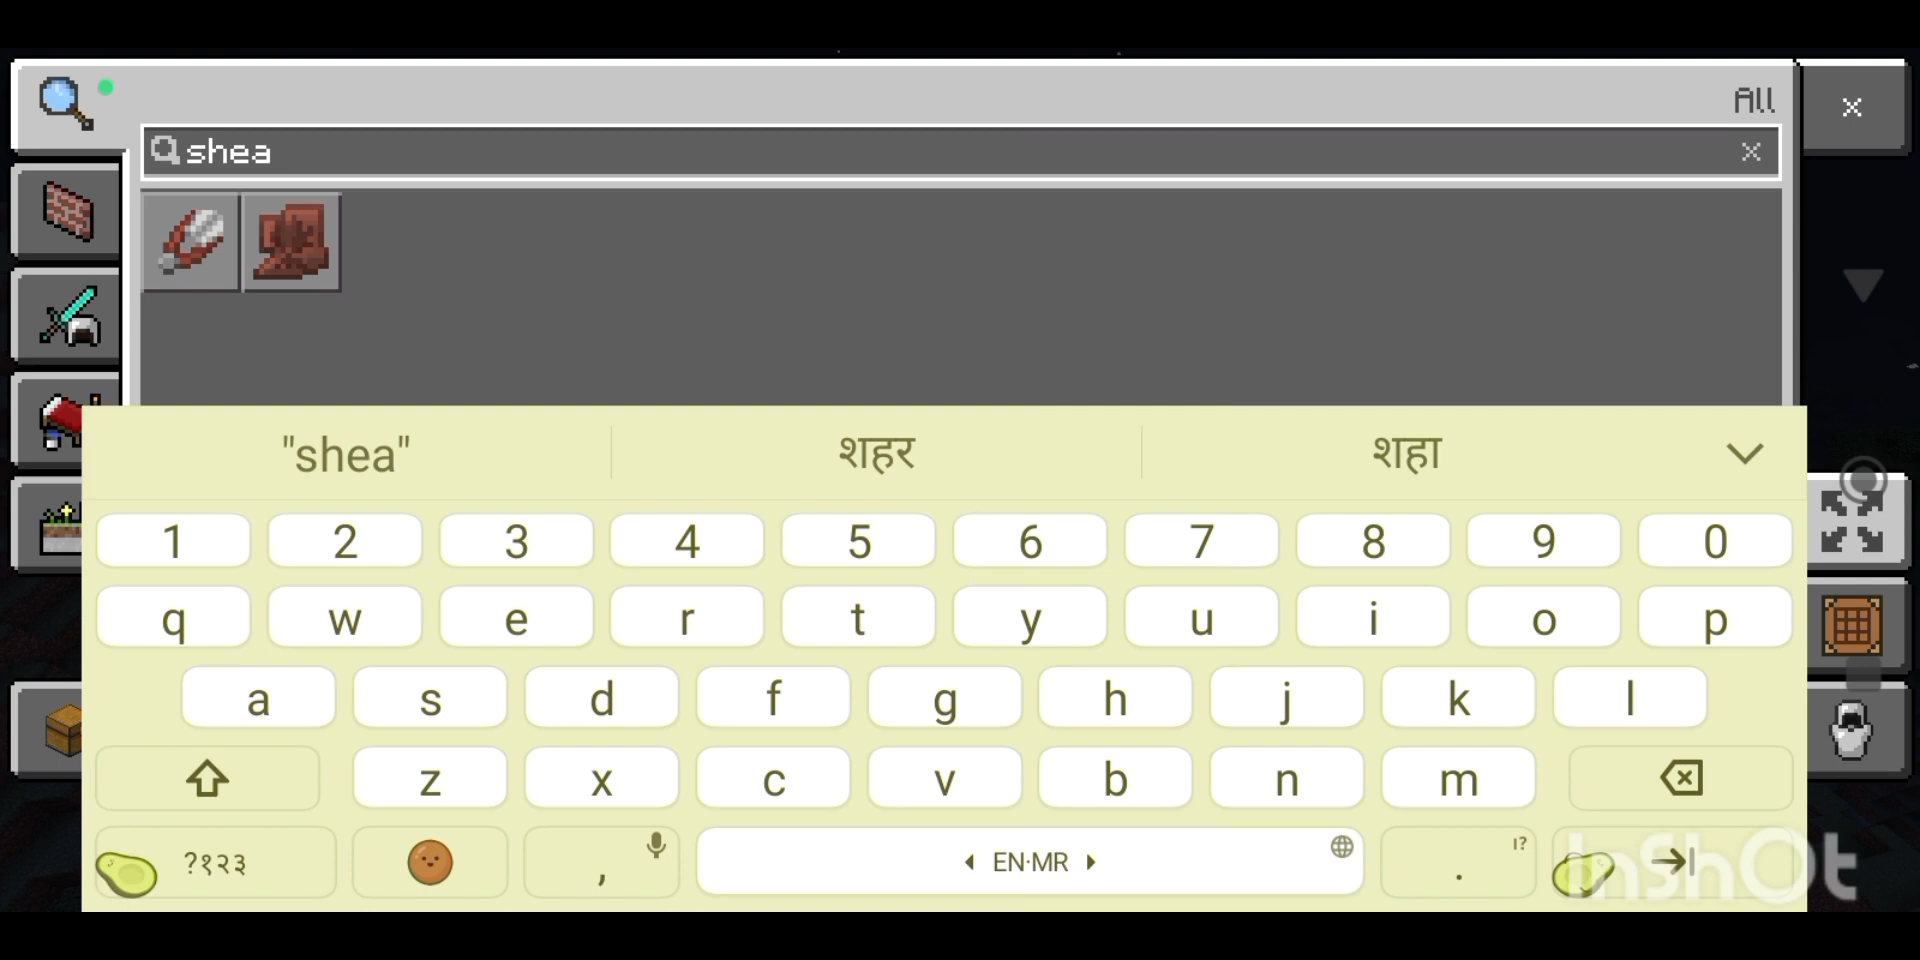 All
shea
"shea" शहर शहा
1 2 3 4 5 6 7 8 9 0
q w e r t y u i o p
a s d f g h j k l
z x c v b n m
?१२३ , EN·MR . !?
InShOt